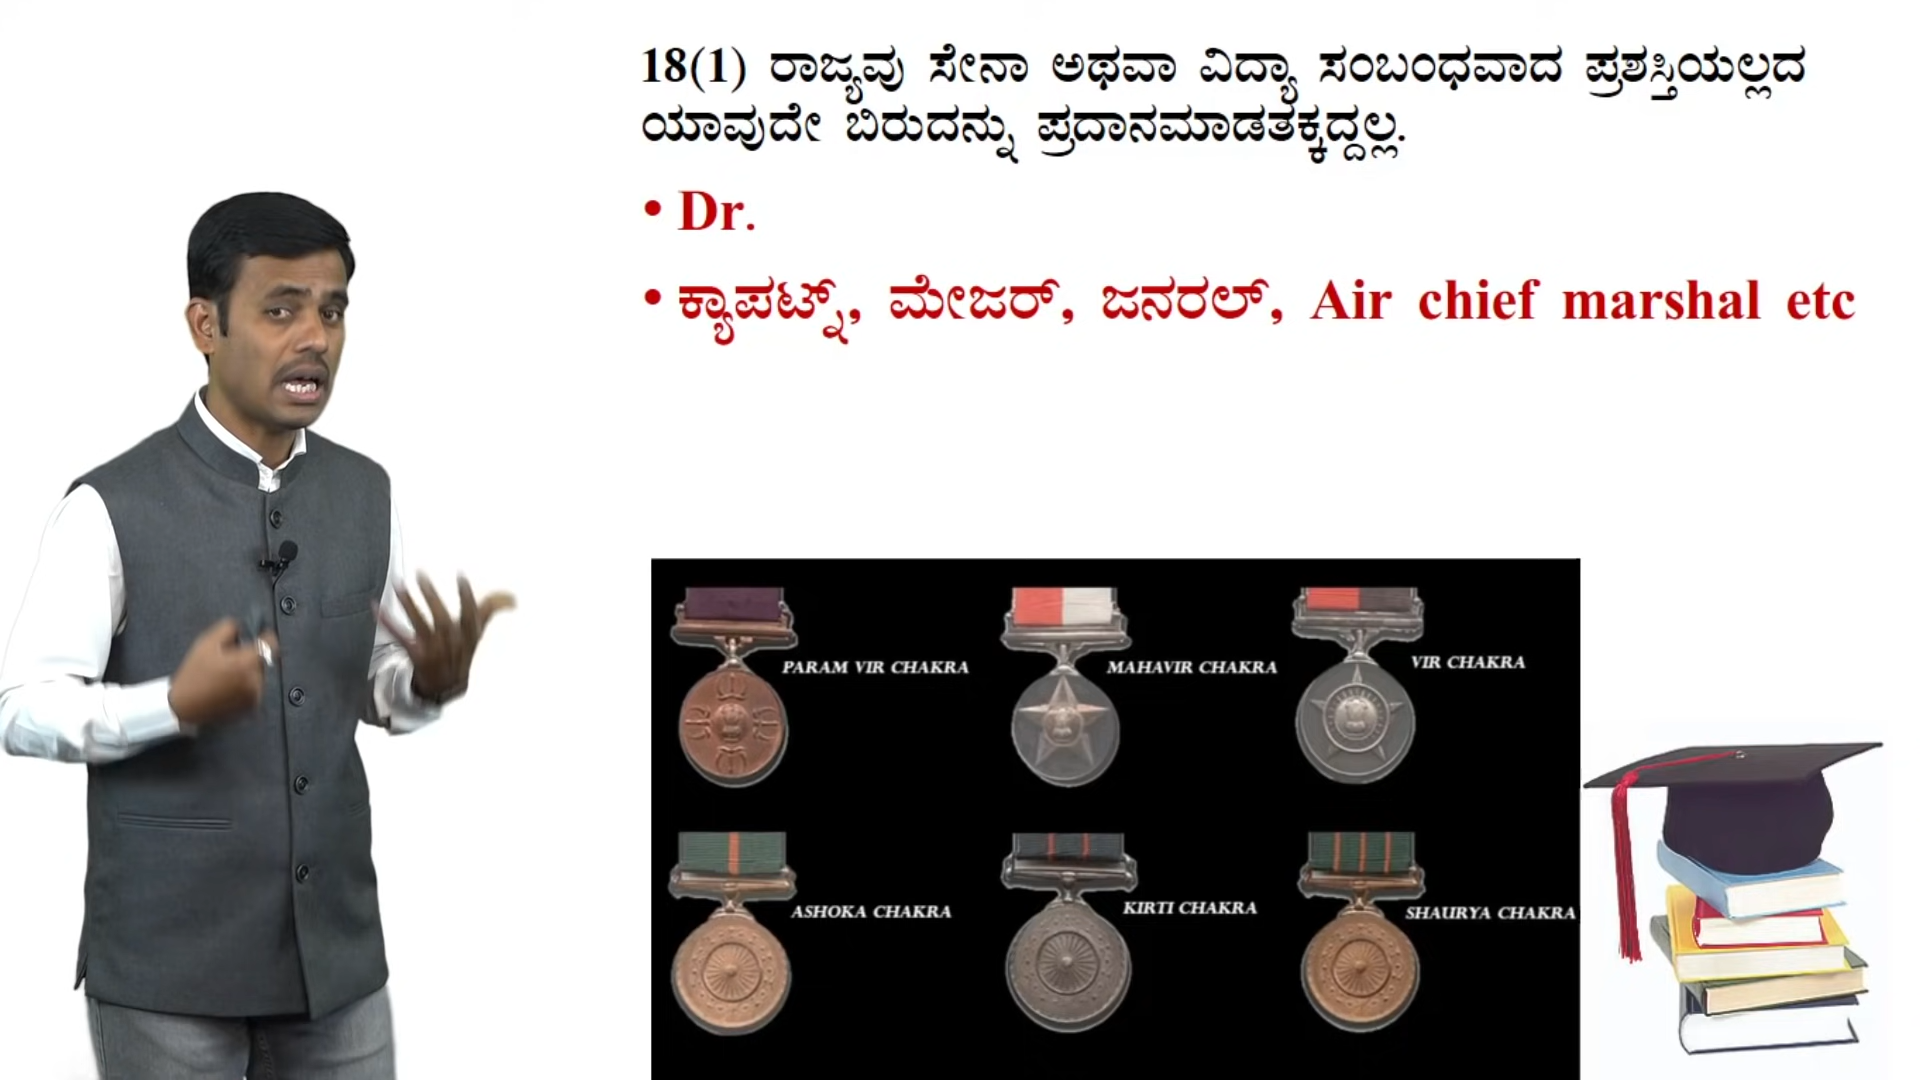 18(1) ರಾಜ್ಯವು ಸೇನಾ ಅಥವಾ ವಿದ್ಯಾ ಸಂಬಂಧವಾದ ಪ್ರಶಸ್ತಿಯಲ್ಲದ
ಯಾವುದೇ ಬಿರುದನ್ನು ಪ್ರದಾನಮಾಡತಕ್ಕದ್ದಲ್ಲ.
• Dr.
• ಕ್ಯಾಪಟ್ನ್, ಮೇಜರ್, ಜನರಲ್, Air chief marshal etc
PARAM VIR CHAKRA
MAHAVIR CHAKRA
VIR CHAKRA
ASHOKA CHAKRA
KIRTI CHAKRA
SHAURYA CHAKRA